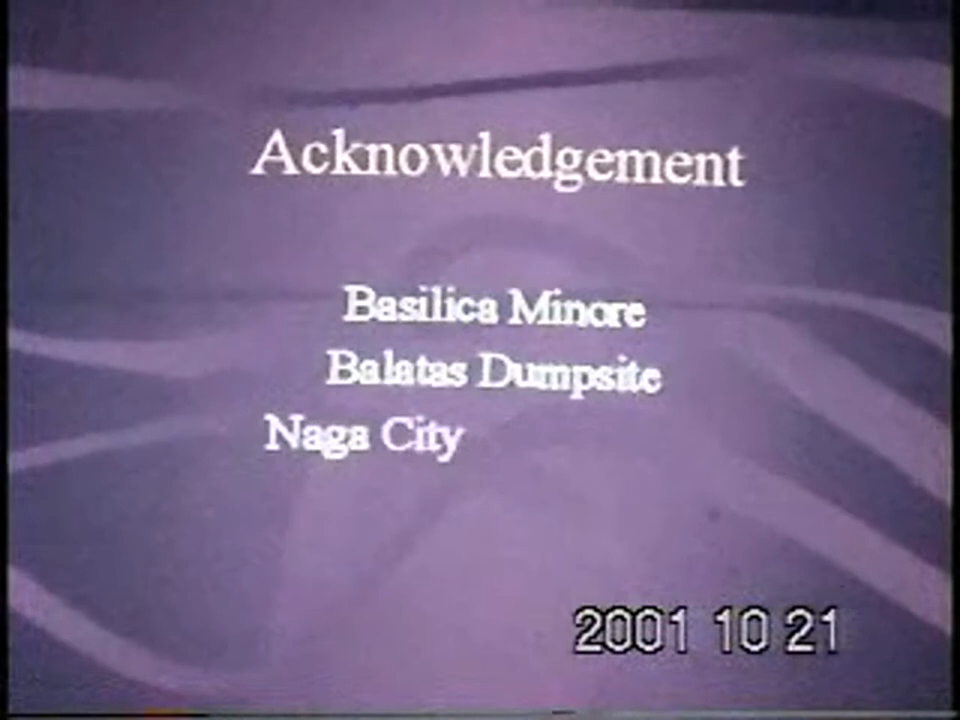 Acknowledgement
Basilica Minore
Balatas Dumpsite
Naga City
2001 10 21